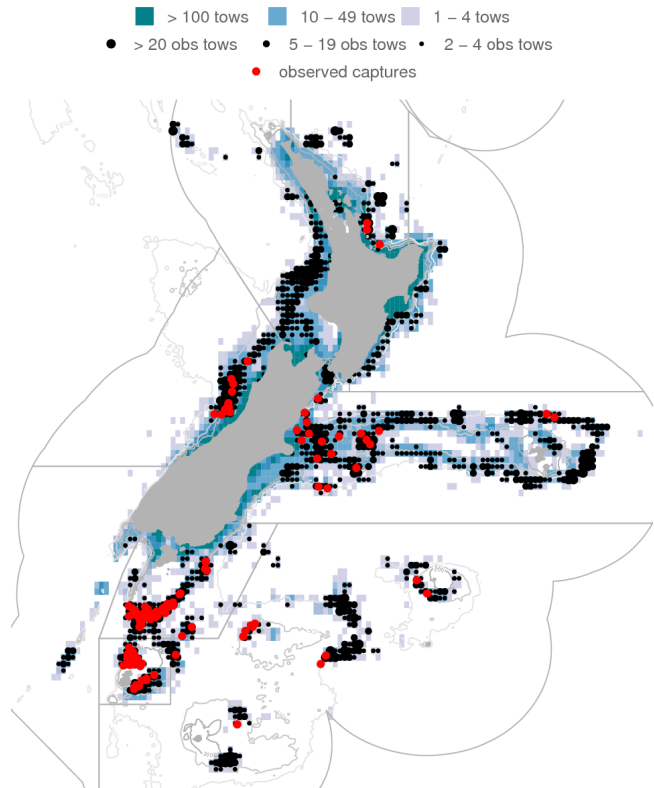 > 100 tows 10 − 49 tows 1 − 4 tows
> 20 obs tows 5 − 19 obs tows 2 − 4 obs tows
observed captures